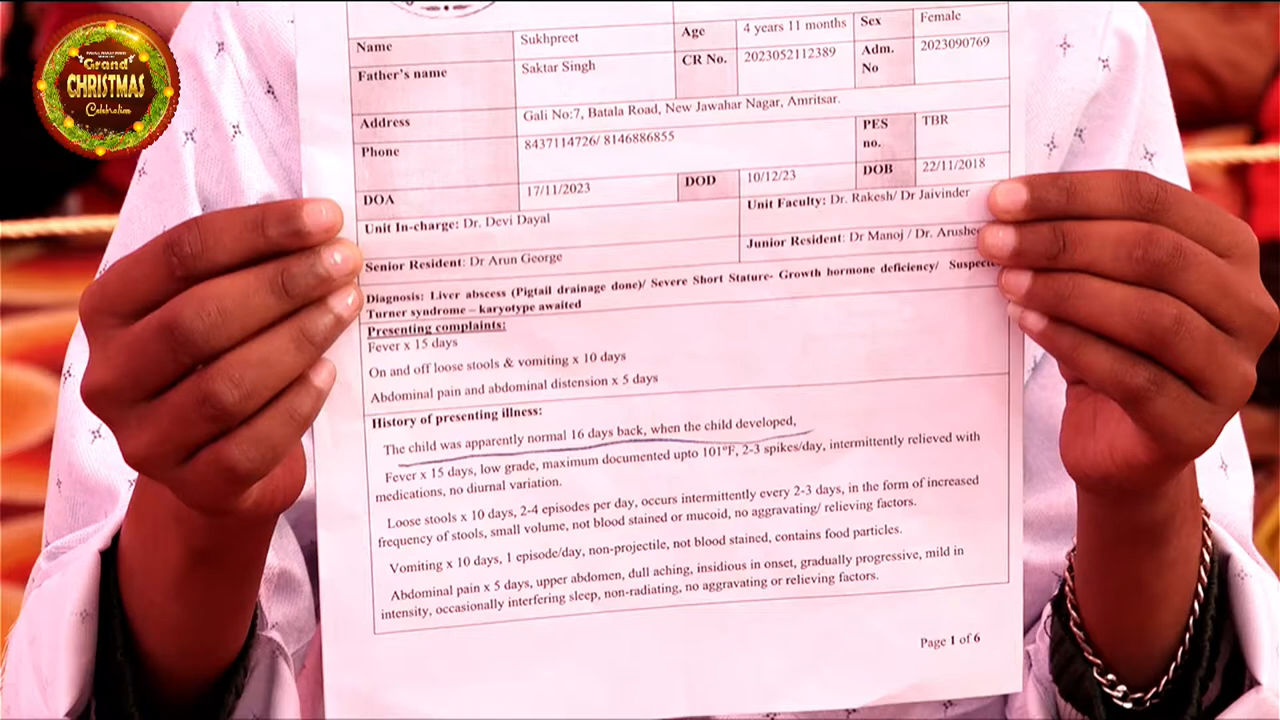 Grand
CHRISTMAS
Celebration
Name Sukhpreet Age 4 years 11 months Sex Female
Father's name Saktar Singh CR No. 2023052112389 Adm. No 2023090769
Address Gali No:7, Batala Road, New Jawahar Nagar, Amritsar.
Phone 8437114726/ 8146886855 PES no. TBR
DOA 17/11/2023 DOD 10/12/23 DOB 22/11/2018
Unit In-charge: Dr. Devi Dayal Unit Faculty: Dr. Rakesh/ Dr Jaivinder
Senior Resident: Dr Arun George Junior Resident: Dr Manoj / Dr. Arushee
Diagnosis: Liver abscess (Pigtail drainage done)/ Severe Short Stature- Growth hormone deficiency/ Suspecte
Turner syndrome – karyotype awaited
Presenting complaints:
Fever x 15 days
On and off loose stools & vomiting x 10 days
Abdominal pain and abdominal distension x 5 days
History of presenting illness:
The child was apparently normal 16 days back, when the child developed,
Fever x 15 days, low grade, maximum documented upto 101°F, 2-3 spikes/day, intermittently relieved with
medications, no diurnal variation.
Loose stools x 10 days, 2-4 episodes per day, occurs intermittently every 2-3 days, in the form of increased
frequency of stools, small volume, not blood stained or mucoid, no aggravating/ relieving factors.
Vomiting x 10 days, 1 episode/day, non-projectile, not blood stained, contains food particles.
Abdominal pain x 5 days, upper abdomen, dull aching, insidious in onset, gradually progressive, mild in
intensity, occasionally interfering sleep, non-radiating, no aggravating or relieving factors.
Page 1 of 6